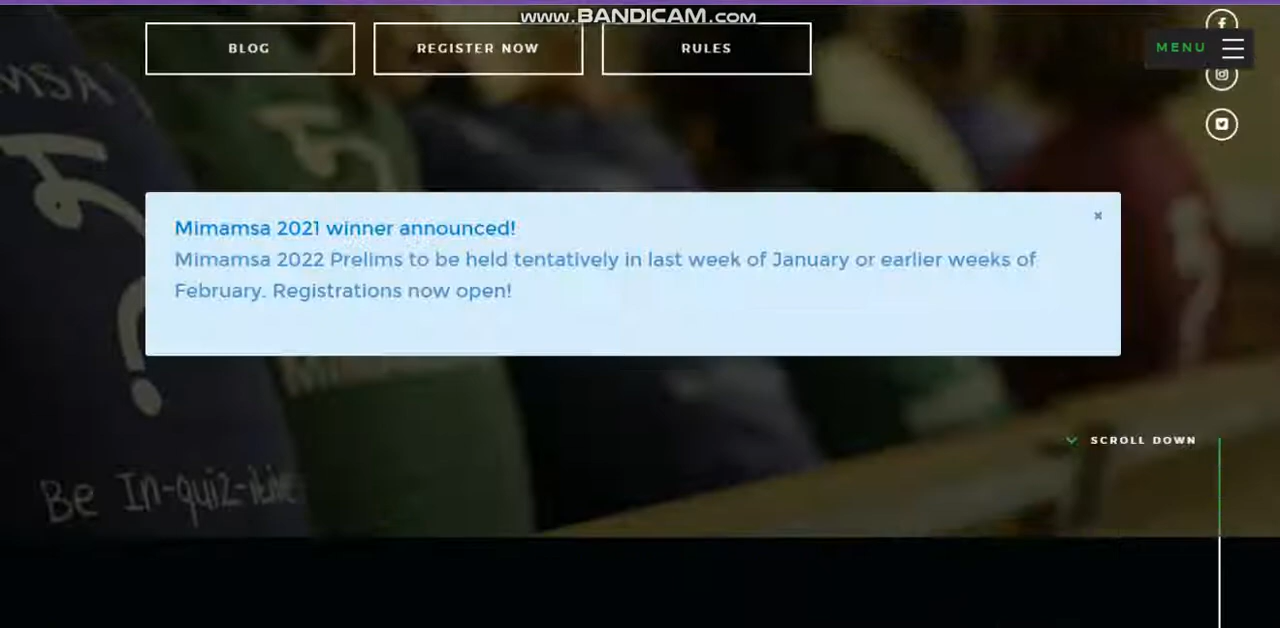 www.BANDICAM.com
BLOG
REGISTER NOW
RULES
MENU
Mimamsa 2021 winner announced!
Mimamsa 2022 Prelims to be held tentatively in last week of January or earlier weeks of
February. Registrations now open!
SCROLL DOWN
Be In-quiz-itive